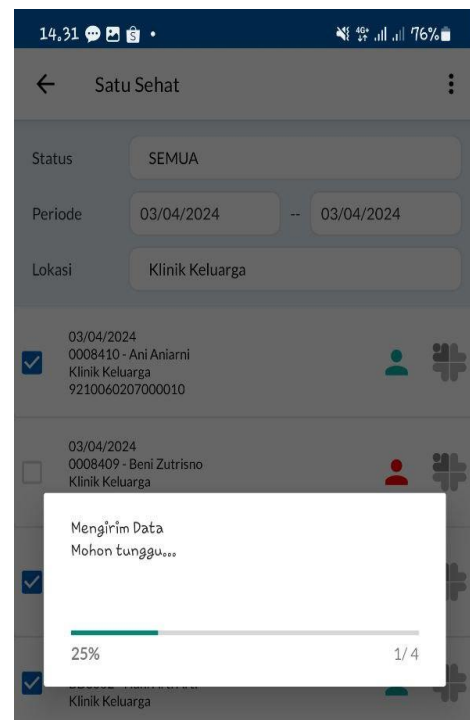 14.31
4G+
76%
Satu Sehat
Status SEMUA
Periode 03/04/2024 -- 03/04/2024
Lokasi Klinik Keluarga
03/04/2024
0008410 - Ani Aniarni
Klinik Keluarga
9210060207000010
03/04/2024
0008409 - Beni Zutrisno
Klinik Keluarga
Mengirim Data
Mohon tunggu...
25% 1/ 4
Klinik Keluarga